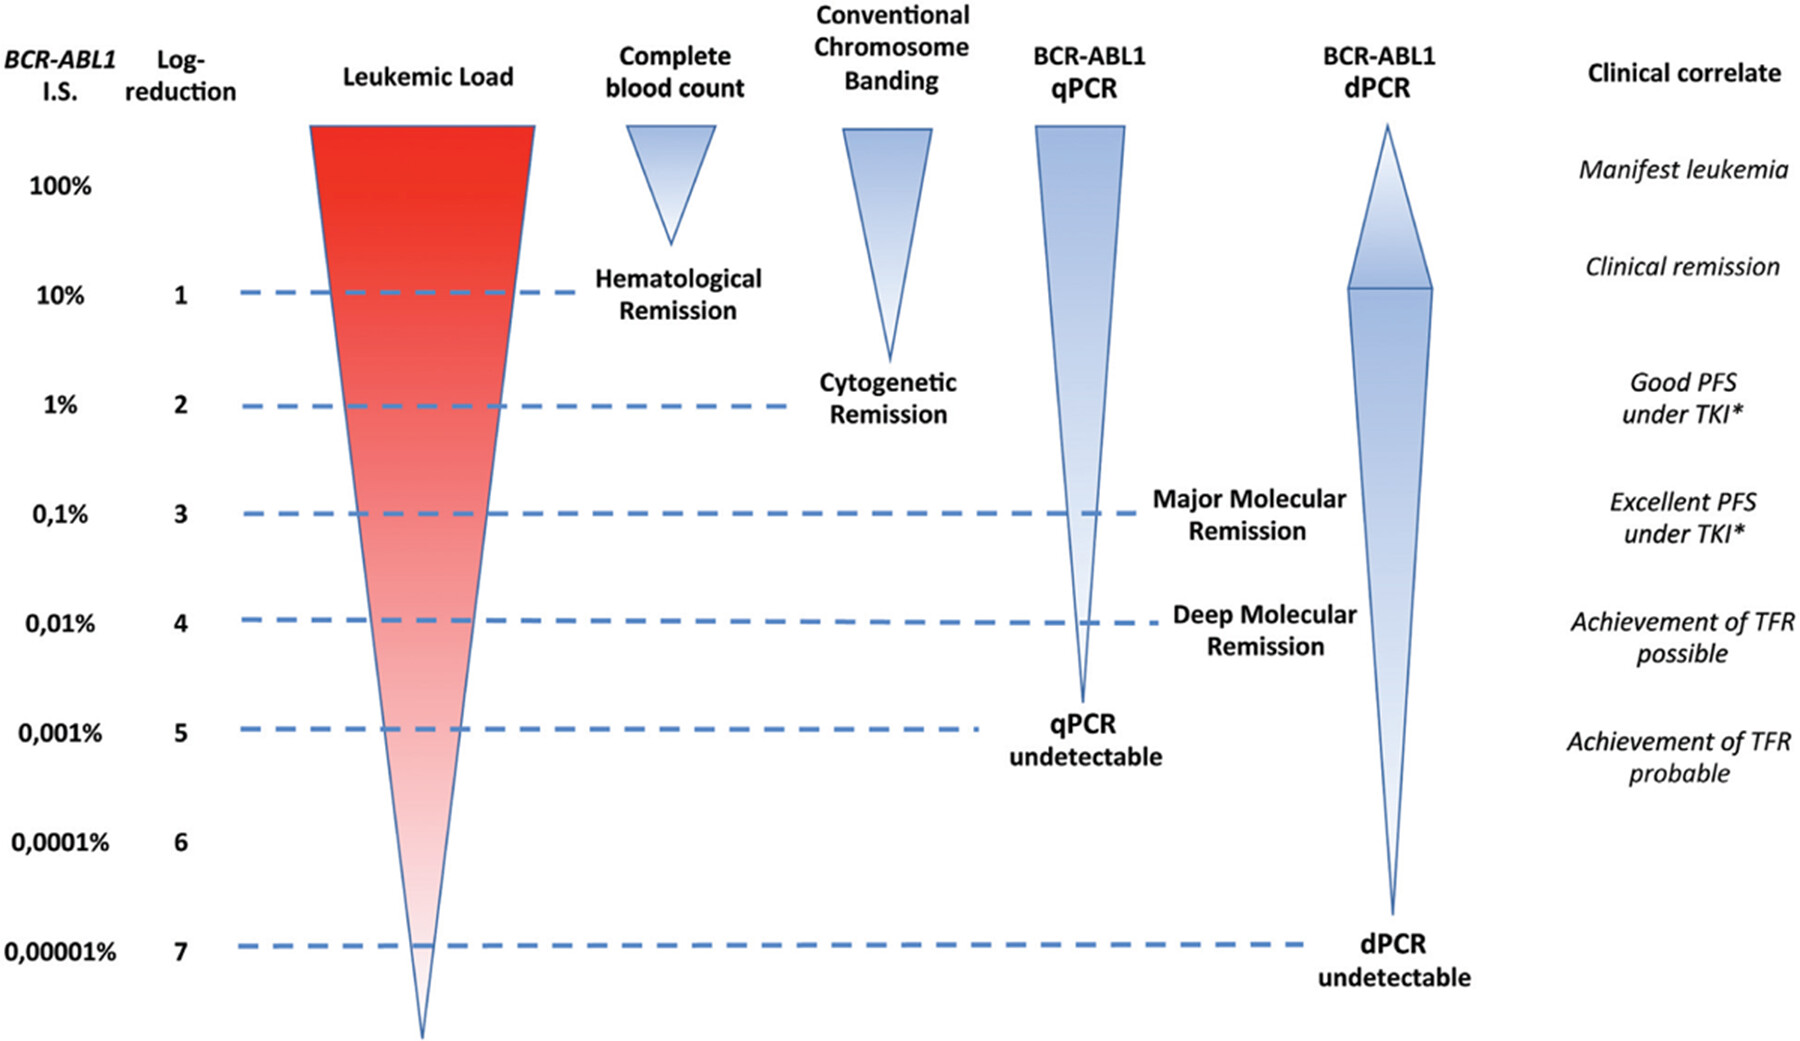 BCR-ABL1
I.S.
Log-
reduction
Leukemic Load
Complete
blood count
Conventional
Chromosome
Banding
BCR-ABL1
qPCR
BCR-ABL1
dPCR
Clinical correlate
100%
Manifest leukemia
Clinical remission
10%
1
Hematological
Remission
1%
2
Cytogenetic
Remission
Good PFS
under TKI*
0,1%
3
Major Molecular
Remission
Excellent PFS
under TKI*
0,01%
4
Deep Molecular
Remission
Achievement of TFR
possible
0,001%
5
qPCR
undetectable
Achievement of TFR
probable
0,0001%
6
0,00001%
7
dPCR
undetectable